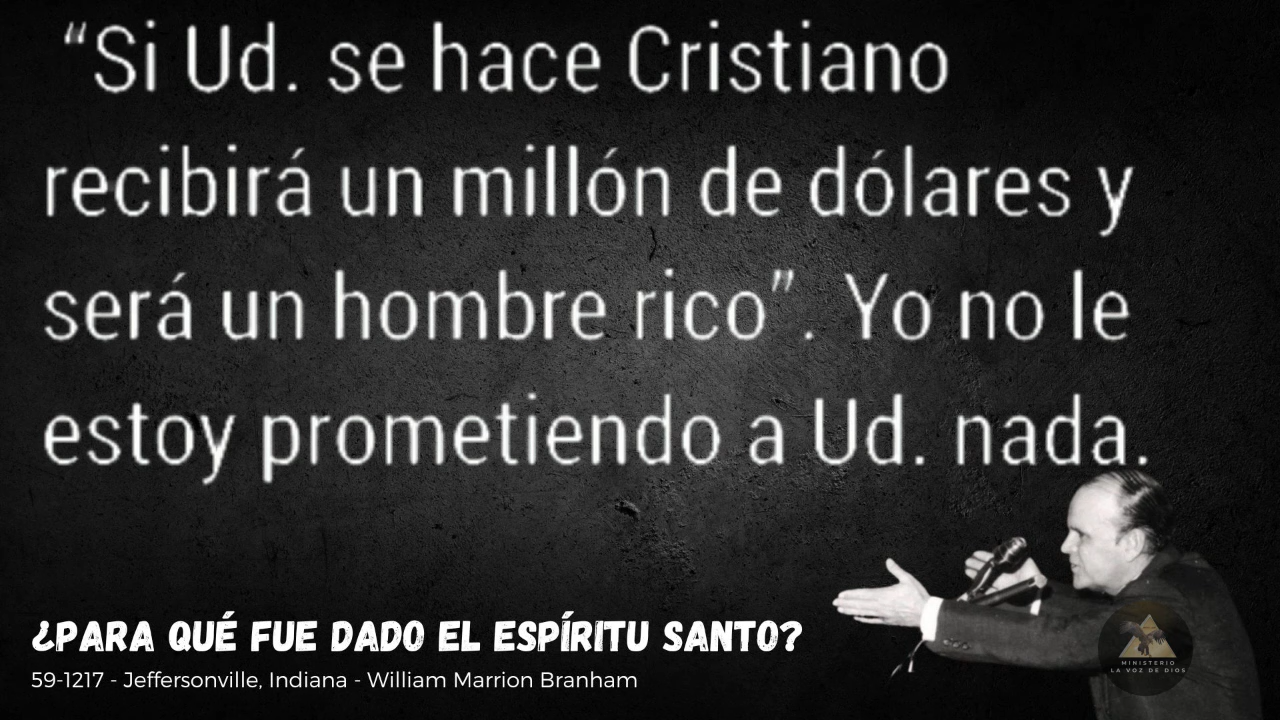 “Si Ud. se hace Cristiano
recibirá un millón de dólares y
será un hombre rico”. Yo no le
estoy prometiendo a Ud. nada.
¿PARA QUÉ FUE DADO EL ESPÍRITU SANTO?
59-1217 - Jeffersonville, Indiana - William Marrion Branham
MINISTERIO
LA VOZ DE DIOS